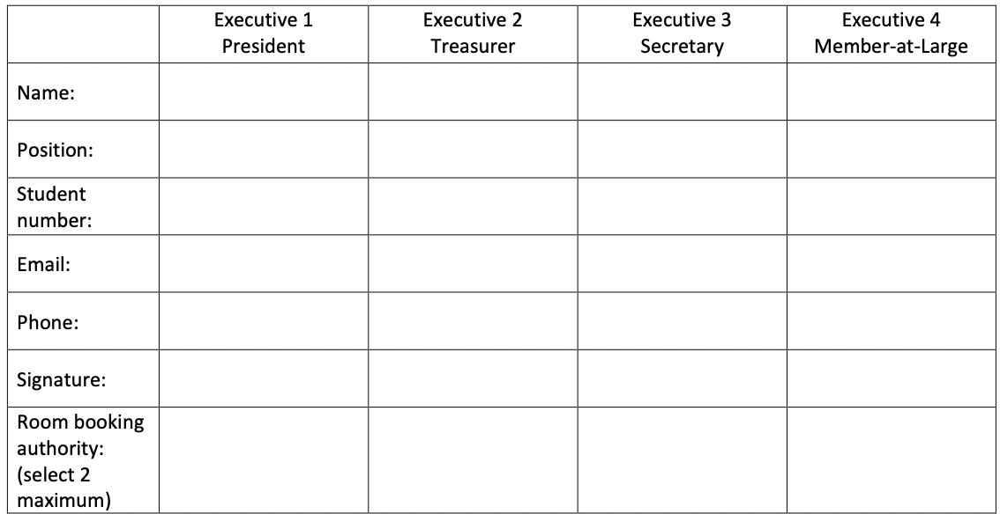 Executive 1 Executive 2 Executive 3 Executive 4
President Treasurer Secretary Member-at-Large
Name:
Position:
Student
number:
Email:
Phone:
Signature:
Room booking
authority:
(select 2
maximum)